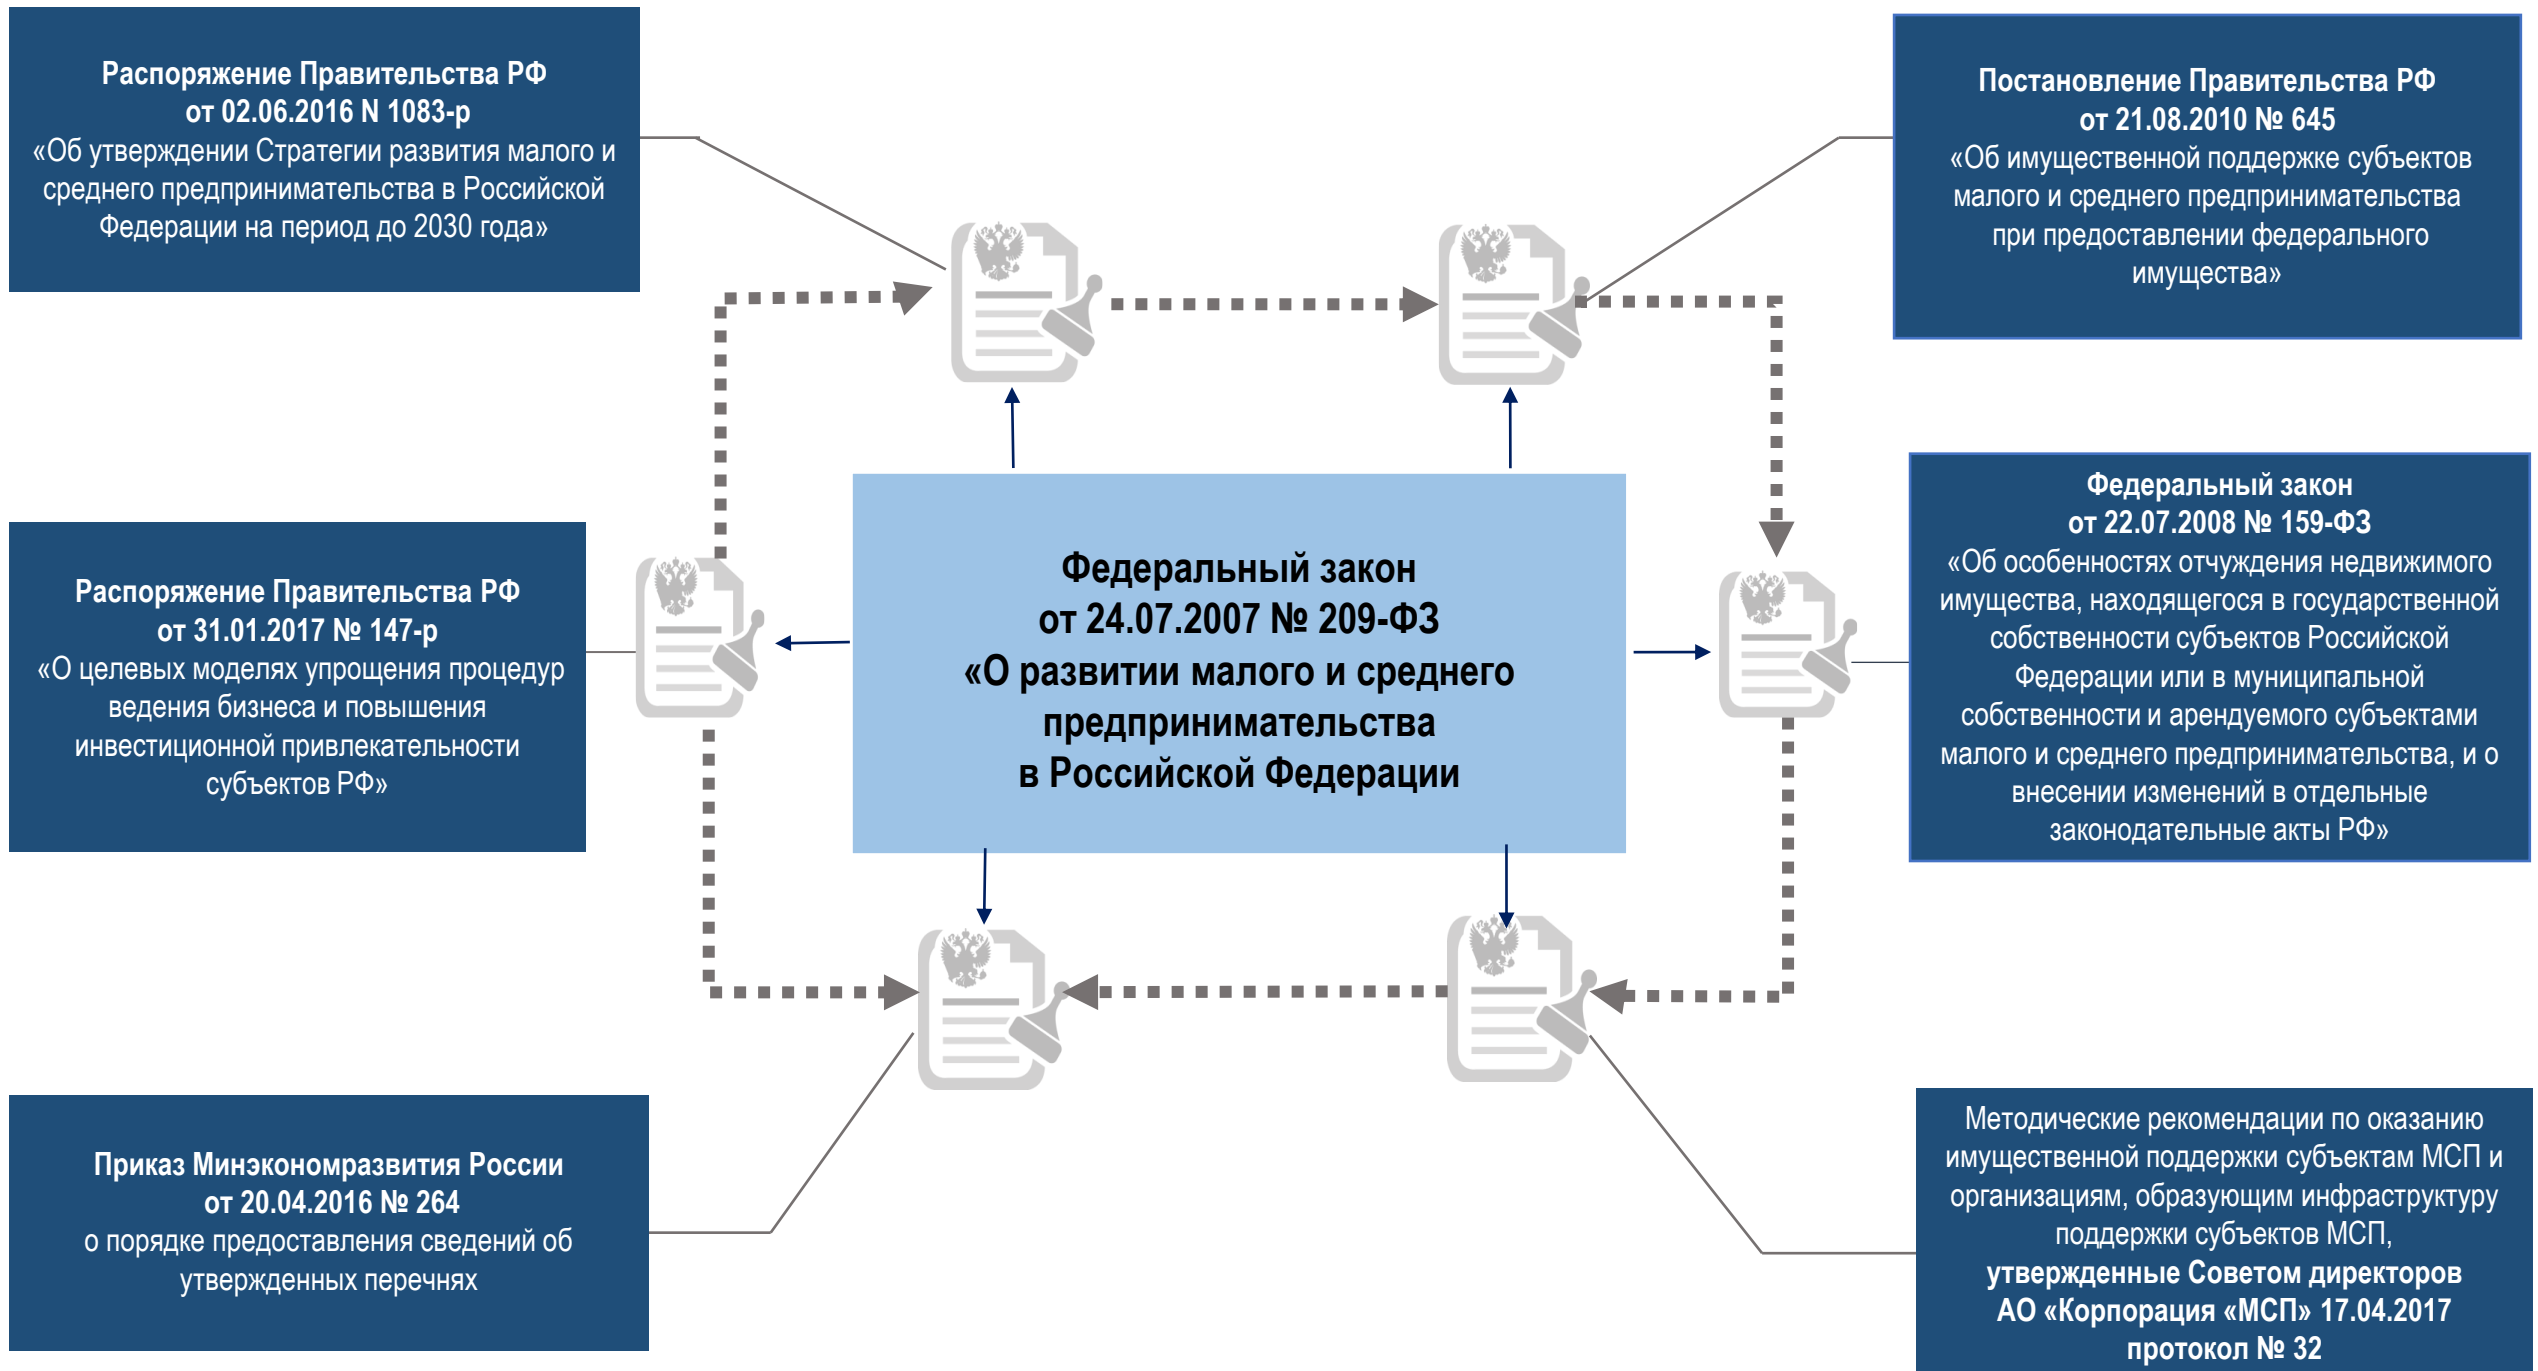 Распоряжение Правительства РФ
от 02.06.2016 N 1083-р
«Об утверждении Стратегии развития малого и
среднего предпринимательства в Российской
Федерации на период до 2030 года»
Постановление Правительства РФ
от 21.08.2010 № 645
«Об имущественной поддержке субъектов
малого и среднего предпринимательства
при предоставлении федерального
имущества»
Распоряжение Правительства РФ
от 31.01.2017 № 147-р
«О целевых моделях упрощения процедур
ведения бизнеса и повышения
инвестиционной привлекательности
субъектов РФ»
Федеральный закон
от 24.07.2007 № 209-ФЗ
«О развитии малого и среднего
предпринимательства
в Российской Федерации
Федеральный закон
от 22.07.2008 № 159-ФЗ
«Об особенностях отчуждения недвижимого
имущества, находящегося в государственной
собственности субъектов Российской
Федерации или в муниципальной
собственности и арендуемого субъектами
малого и среднего предпринимательства, и о
внесении изменений в отдельные
законодательные акты РФ»
Приказ Минэкономразвития России
от 20.04.2016 № 264
о порядке предоставления сведений об
утвержденных перечнях
Методические рекомендации по оказанию
имущественной поддержки субъектам МСП и
организациям, образующим инфраструктуру
поддержки субъектов МСП,
утвержденные Советом директоров
АО «Корпорация «МСП» 17.04.2017
протокол № 32